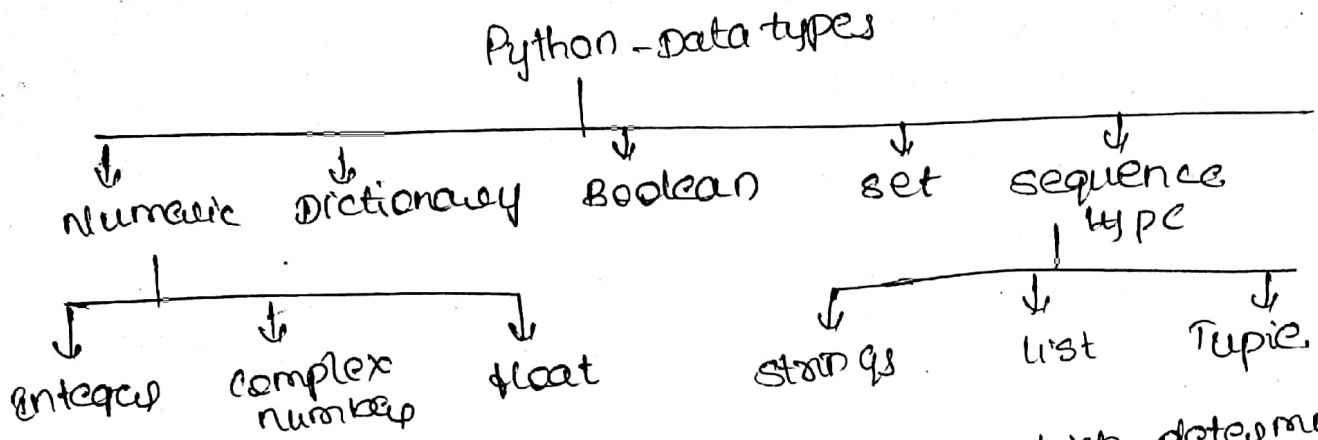 Python - Data types
Numeric Dictionary Boolean set sequence
type
Integer complex float strings list Tuple
number